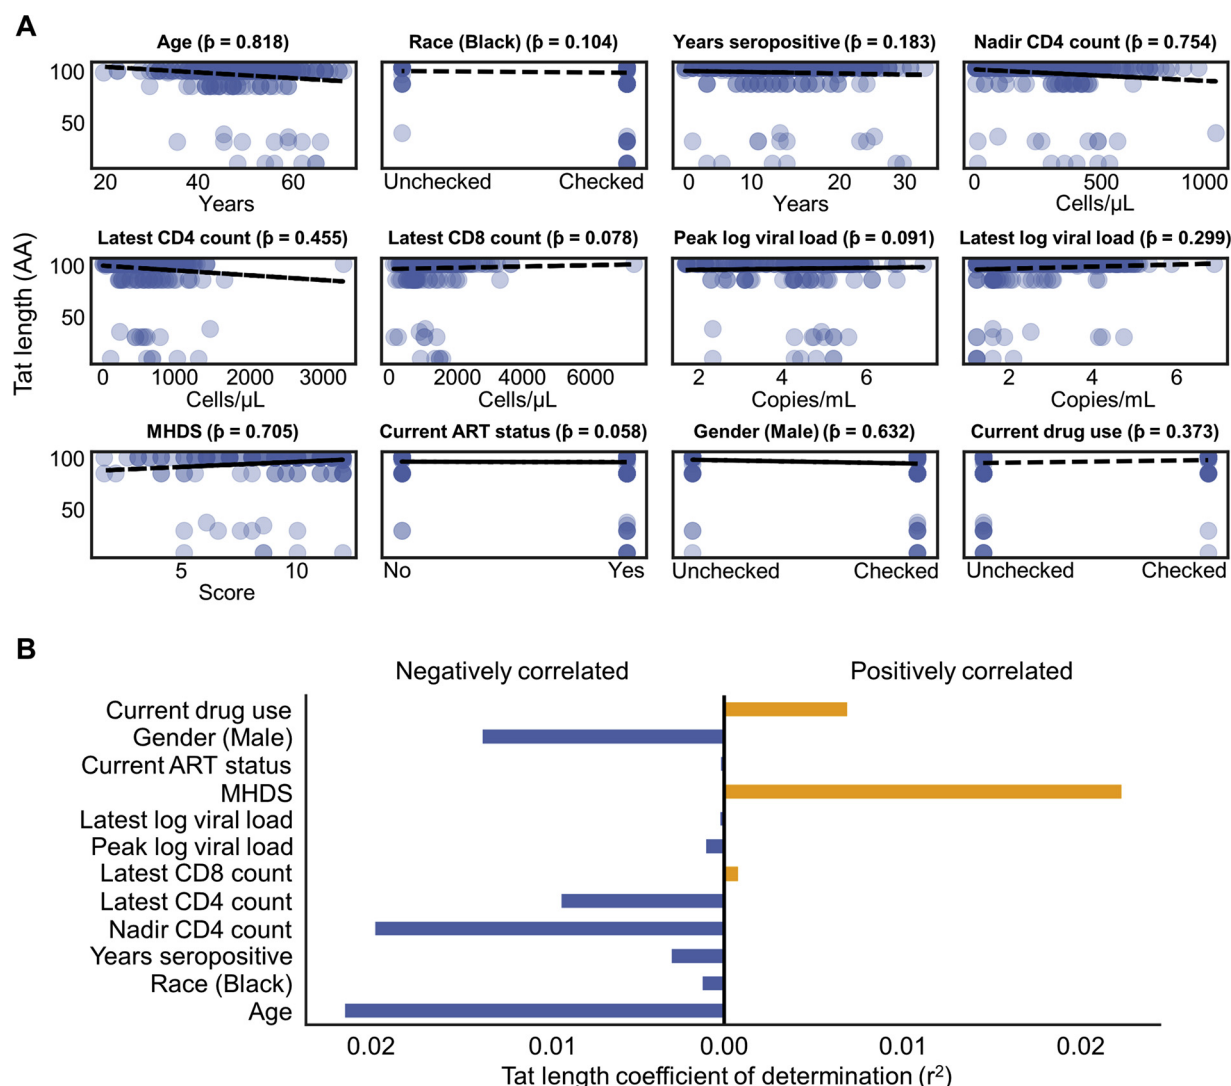 A
Age (ϸ = 0.818)
Race (Black) (ϸ = 0.104)
Years seropositive (ϸ = 0.183)
Nadir CD4 count (ϸ = 0.754)
100
50
20 40 60
Unchecked Checked
0 10 20 30
0 500 1000
Years
Years
Cells/µL
Tat length (AA)
Latest CD4 count (ϸ = 0.455)
Latest CD8 count (ϸ = 0.078)
Peak log viral load (ϸ = 0.091)
Latest log viral load (ϸ = 0.299)
100
50
0 1000 2000 3000
0 2000 4000 6000
2 4 6
2 4 6
Cells/µL
Cells/µL
Copies/mL
Copies/mL
MHDS (ϸ = 0.705)
Current ART status (ϸ = 0.058)
Gender (Male) (ϸ = 0.632)
Current drug use (ϸ = 0.373)
100
50
5 10
No Yes
Unchecked Checked
Unchecked Checked
Score
B
Negatively correlated
Positively correlated
Current drug use
Gender (Male)
Current ART status
MHDS
Latest log viral load
Peak log viral load
Latest CD8 count
Latest CD4 count
Nadir CD4 count
Years seropositive
Race (Black)
Age
0.02 0.01 0.00 0.01 0.02
Tat length coefficient of determination (r²)